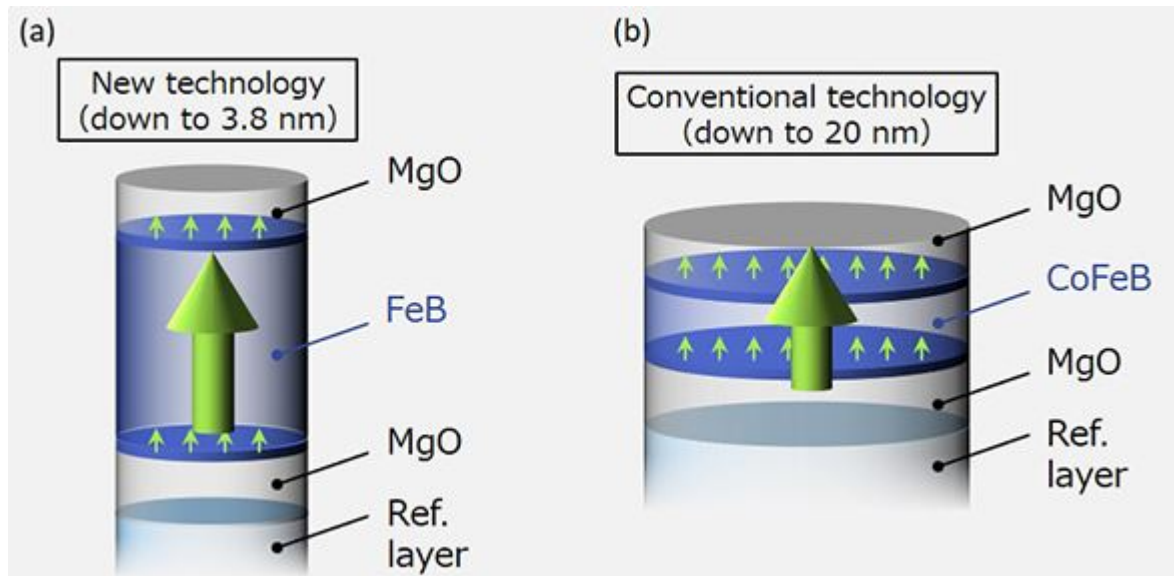 (a)
New technology
(down to 3.8 nm)
MgO
FeB
MgO
Ref.
layer
(b)
Conventional technology
(down to 20 nm)
MgO
CoFeB
MgO
Ref.
layer